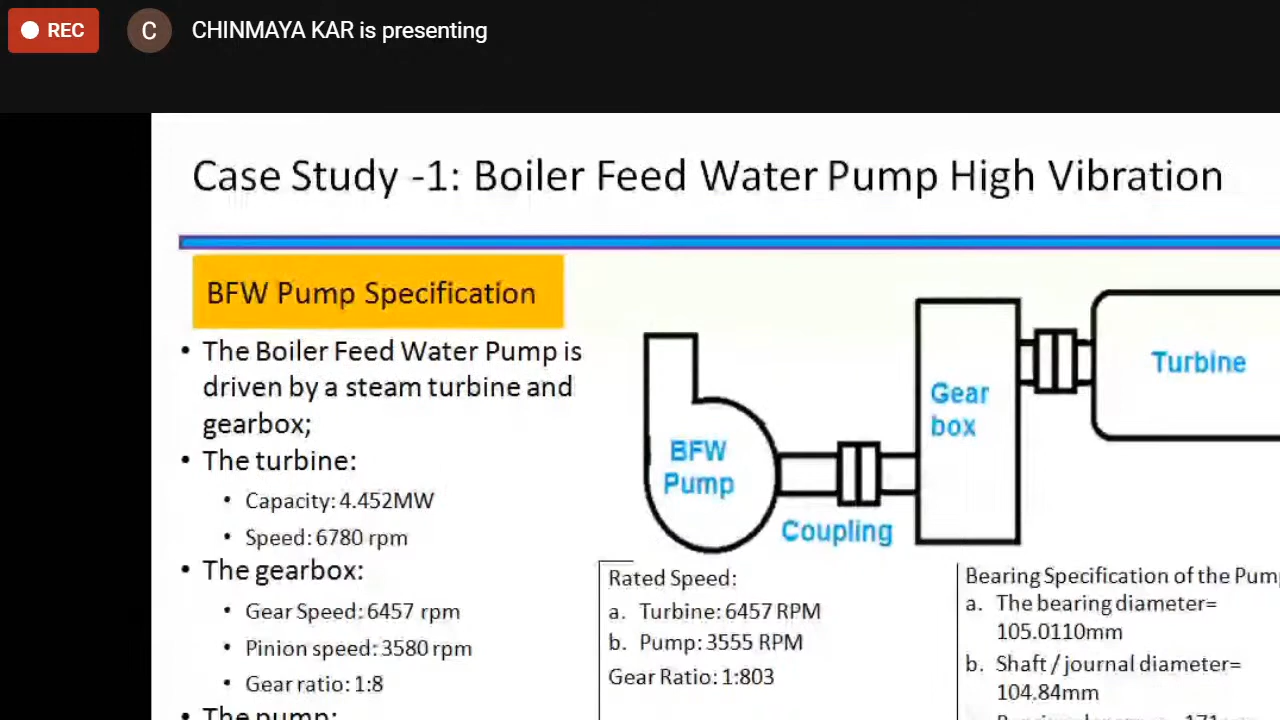 REC
C
CHINMAYA KAR is presenting
Case Study -1: Boiler Feed Water Pump High Vibration
BFW Pump Specification
• The Boiler Feed Water Pump is
driven by a steam turbine and
gearbox;
• The turbine:
• Capacity: 4.452MW
• Speed: 6780 rpm
• The gearbox:
• Gear Speed: 6457 rpm
• Pinion speed: 3580 rpm
• Gear ratio: 1:8
• The pump:
BFW
Pump
Coupling
Gear
box
Turbine
Rated Speed:
a. Turbine: 6457 RPM
b. Pump: 3555 RPM
Gear Ratio: 1:803
Bearing Specification of the Pump
a. The bearing diameter=
105.0110mm
b. Shaft / journal diameter=
104.84mm